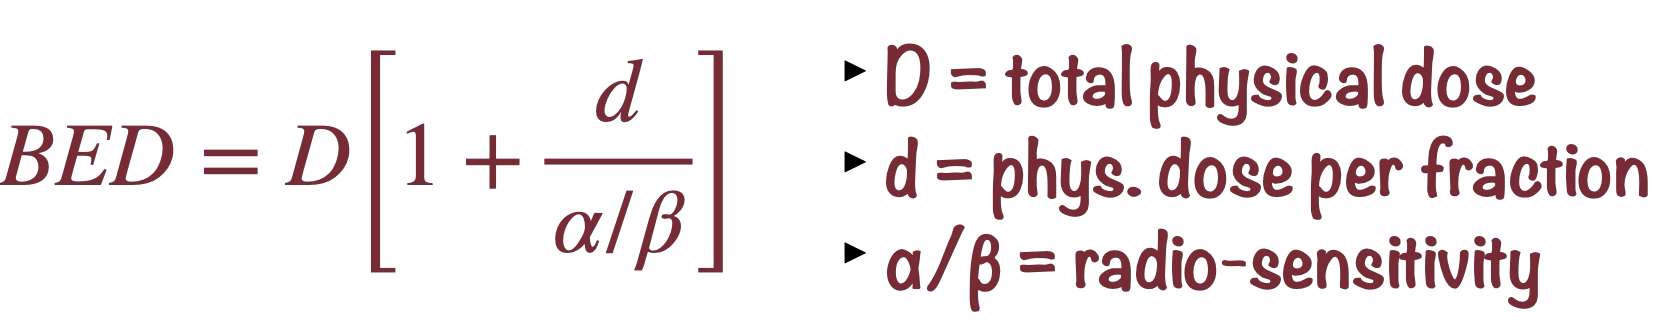 BED = D[1 + d/(α/β)]
▸ D = total physical dose
▸ d = phys. dose per fraction
▸ α/β = radio-sensitivity